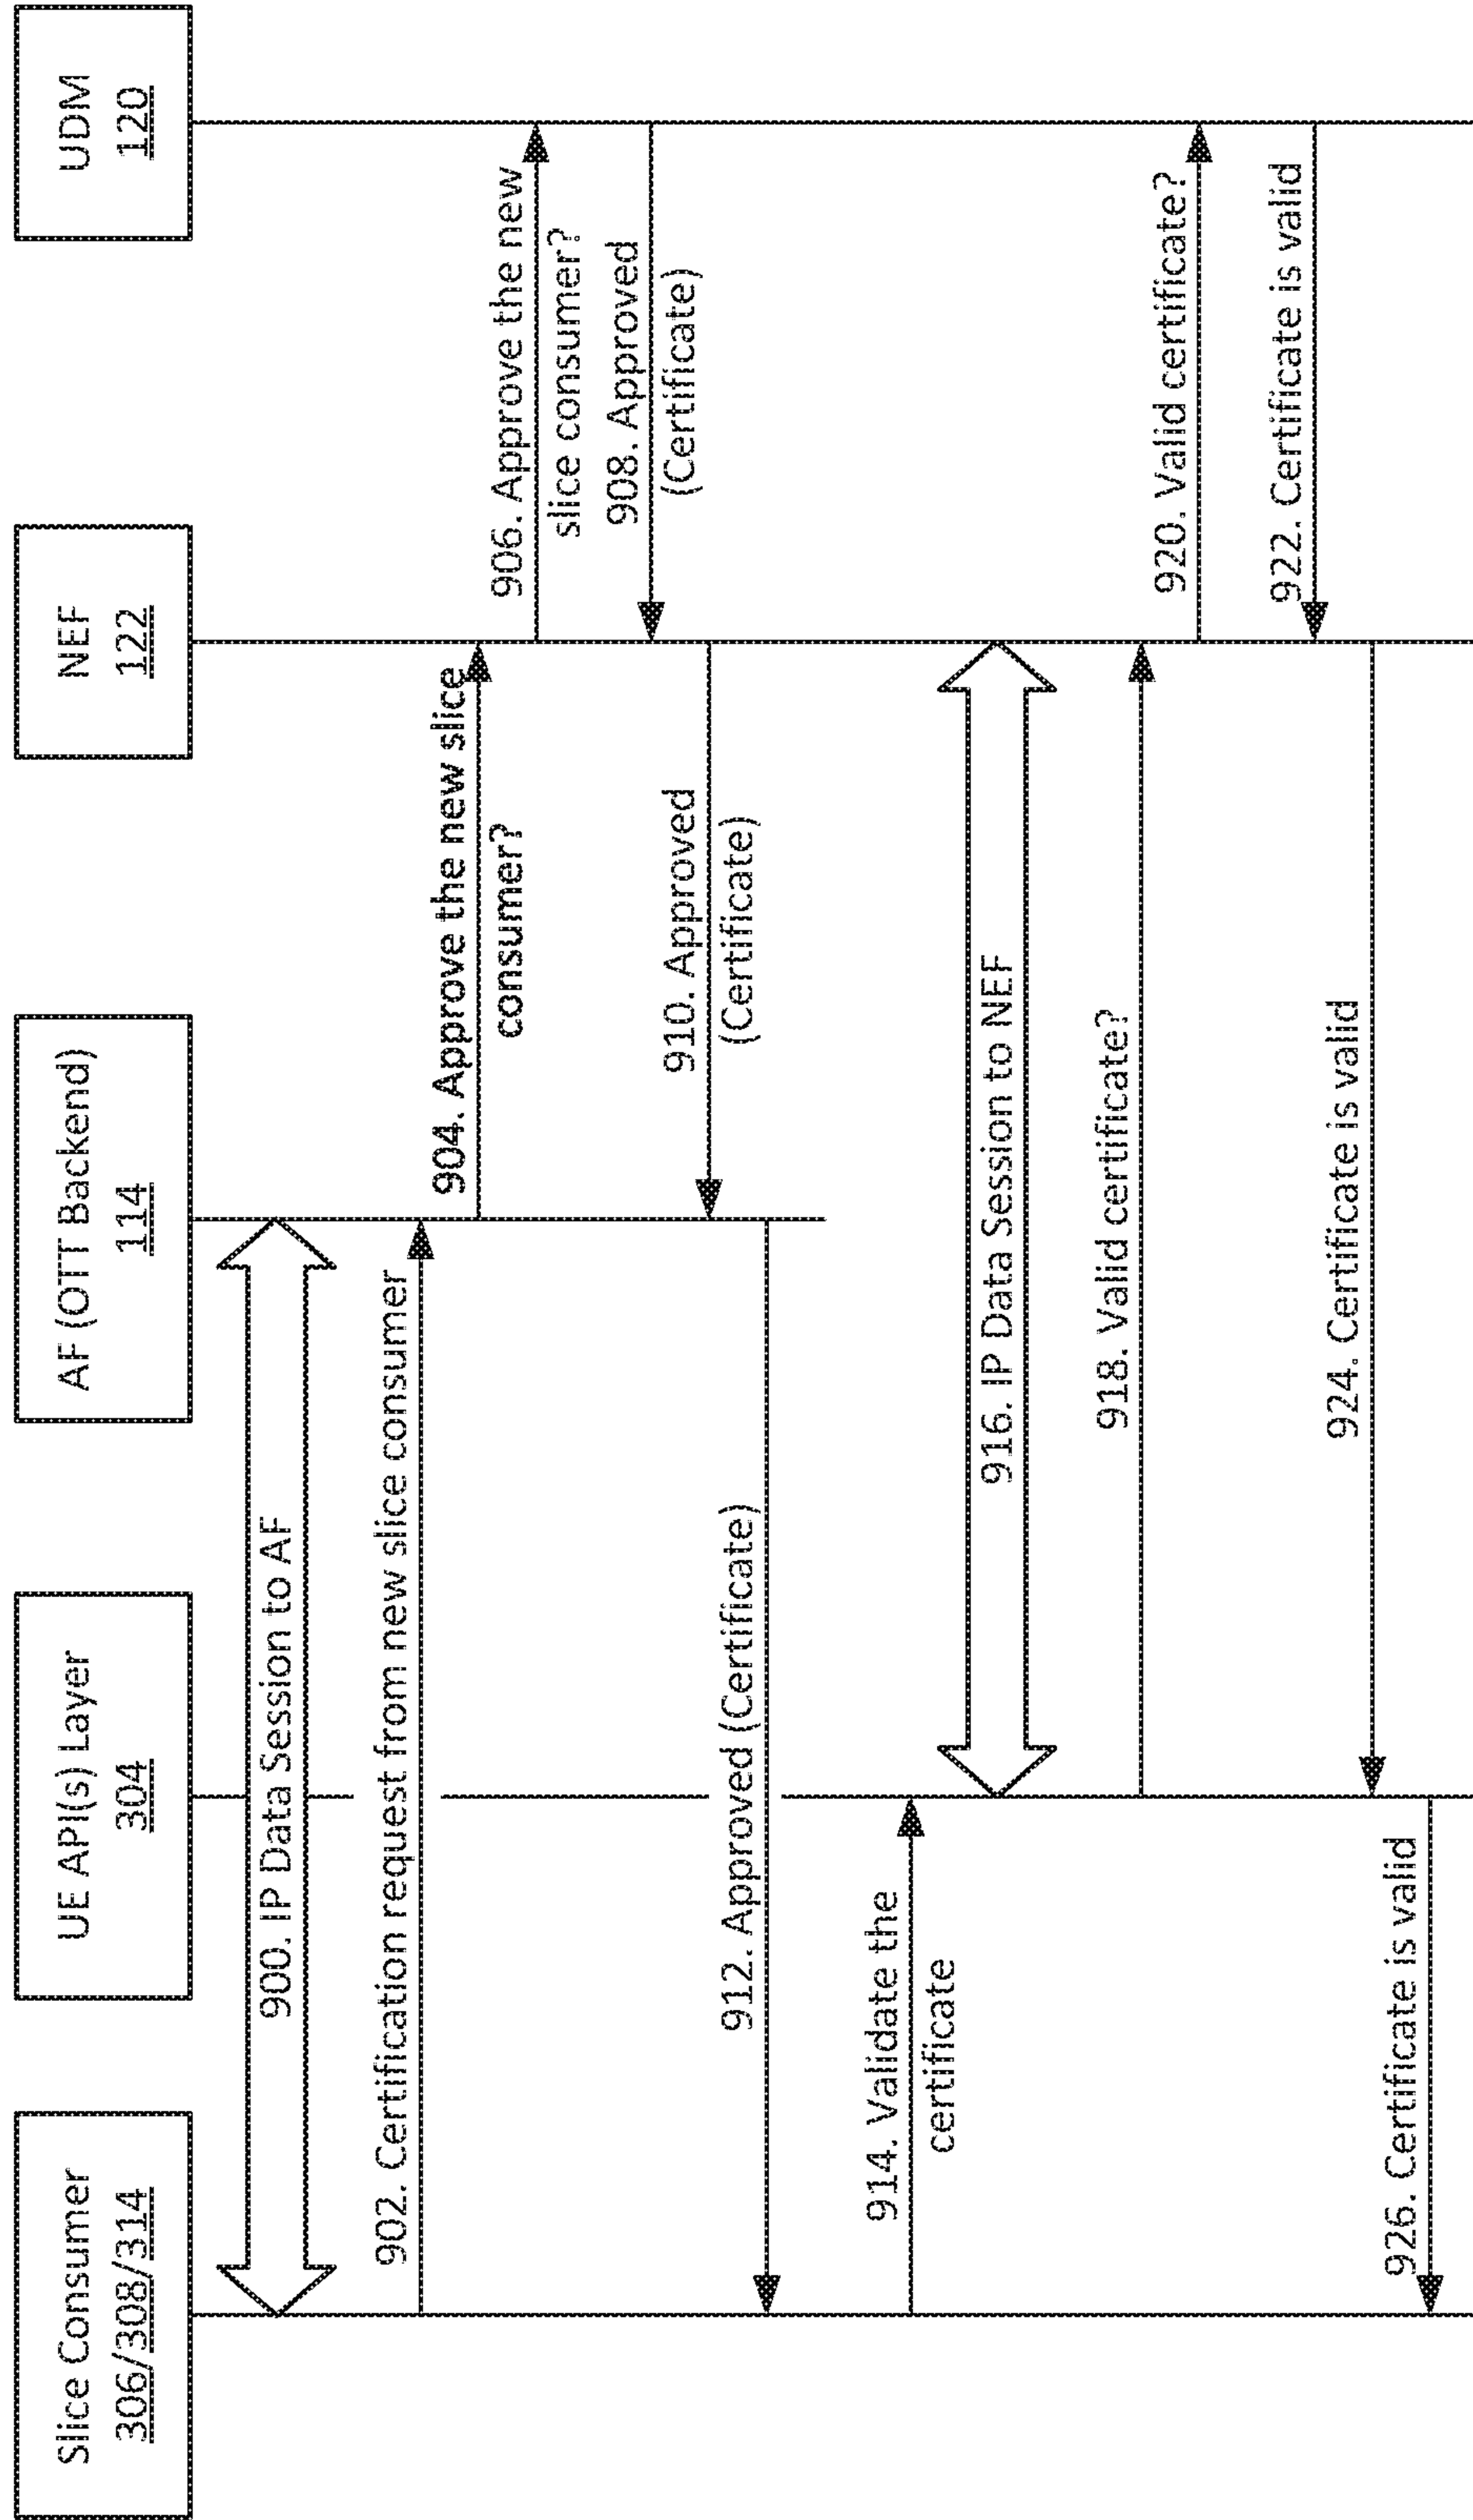 Slice Consumer
306/308/314
UE API(s) Layer
304
AF (OTT Backend)
114
NEF
122
UDM
120
900. IP Data Session to AF
902. Certification request from new slice consumer
904. Approve the new slice
consumer?
906. Approve the new
slice consumer?
908. Approved
(Certificate)
910. Approved
(Certificate)
912. Approved (Certificate)
914. Validate the
certificate
916. IP Data Session to NEF
918. Valid certificate?
920. Valid certificate?
922. Certificate is valid
924. Certificate is valid
926. Certificate is valid